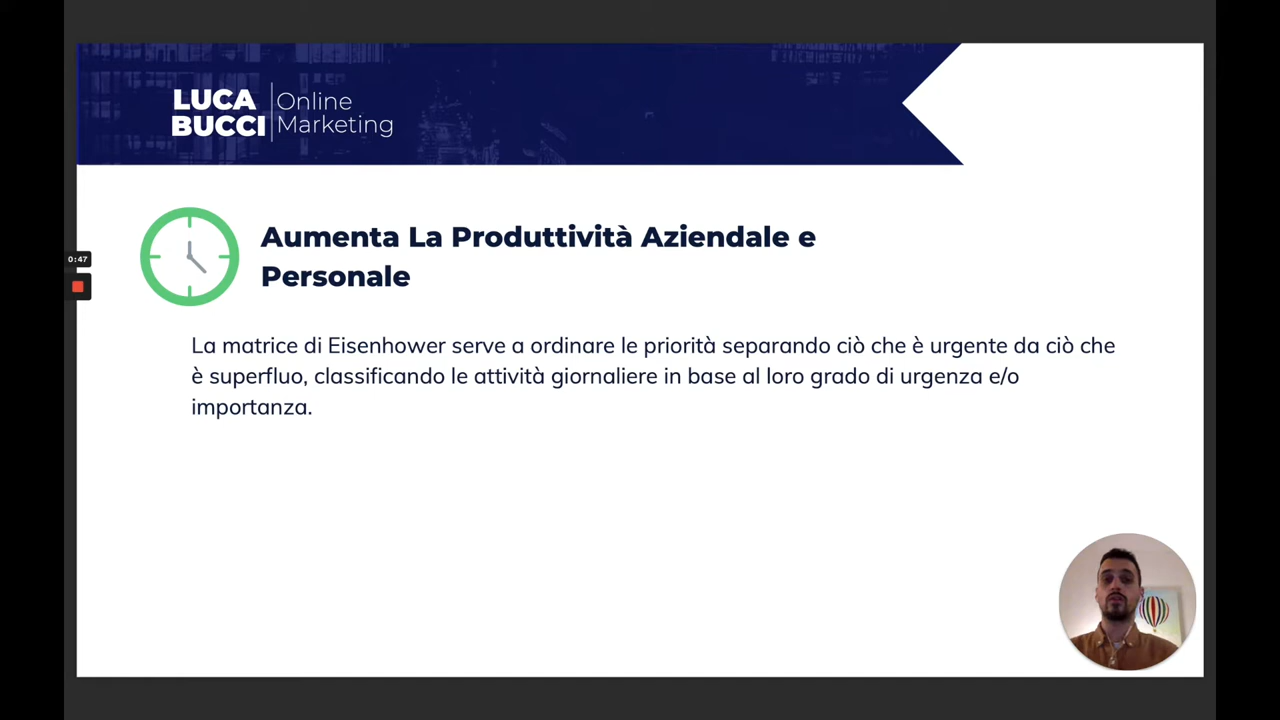 LUCA
BUCCI
Online
Marketing
Aumenta La Produttività Aziendale e
Personale
0:47
La matrice di Eisenhower serve a ordinare le priorità separando ciò che è urgente da ciò che
è superfluo, classificando le attività giornaliere in base al loro grado di urgenza e/o
importanza.